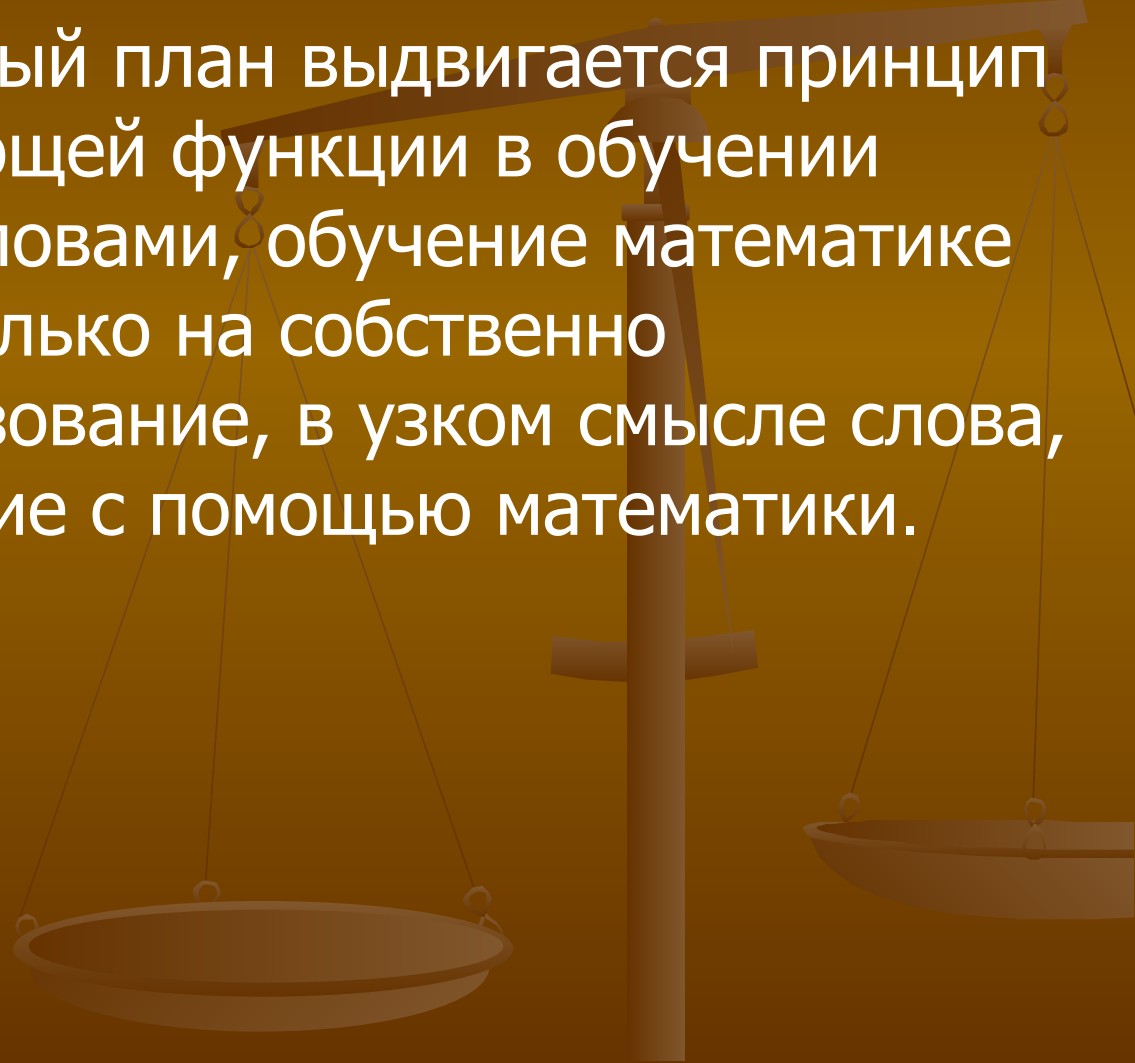 ый план выдвигается принцип
ющей функции в обучении
ловами, обучение математике
лько на собственно
зование, в узком смысле слова,
ие с помощью математики.